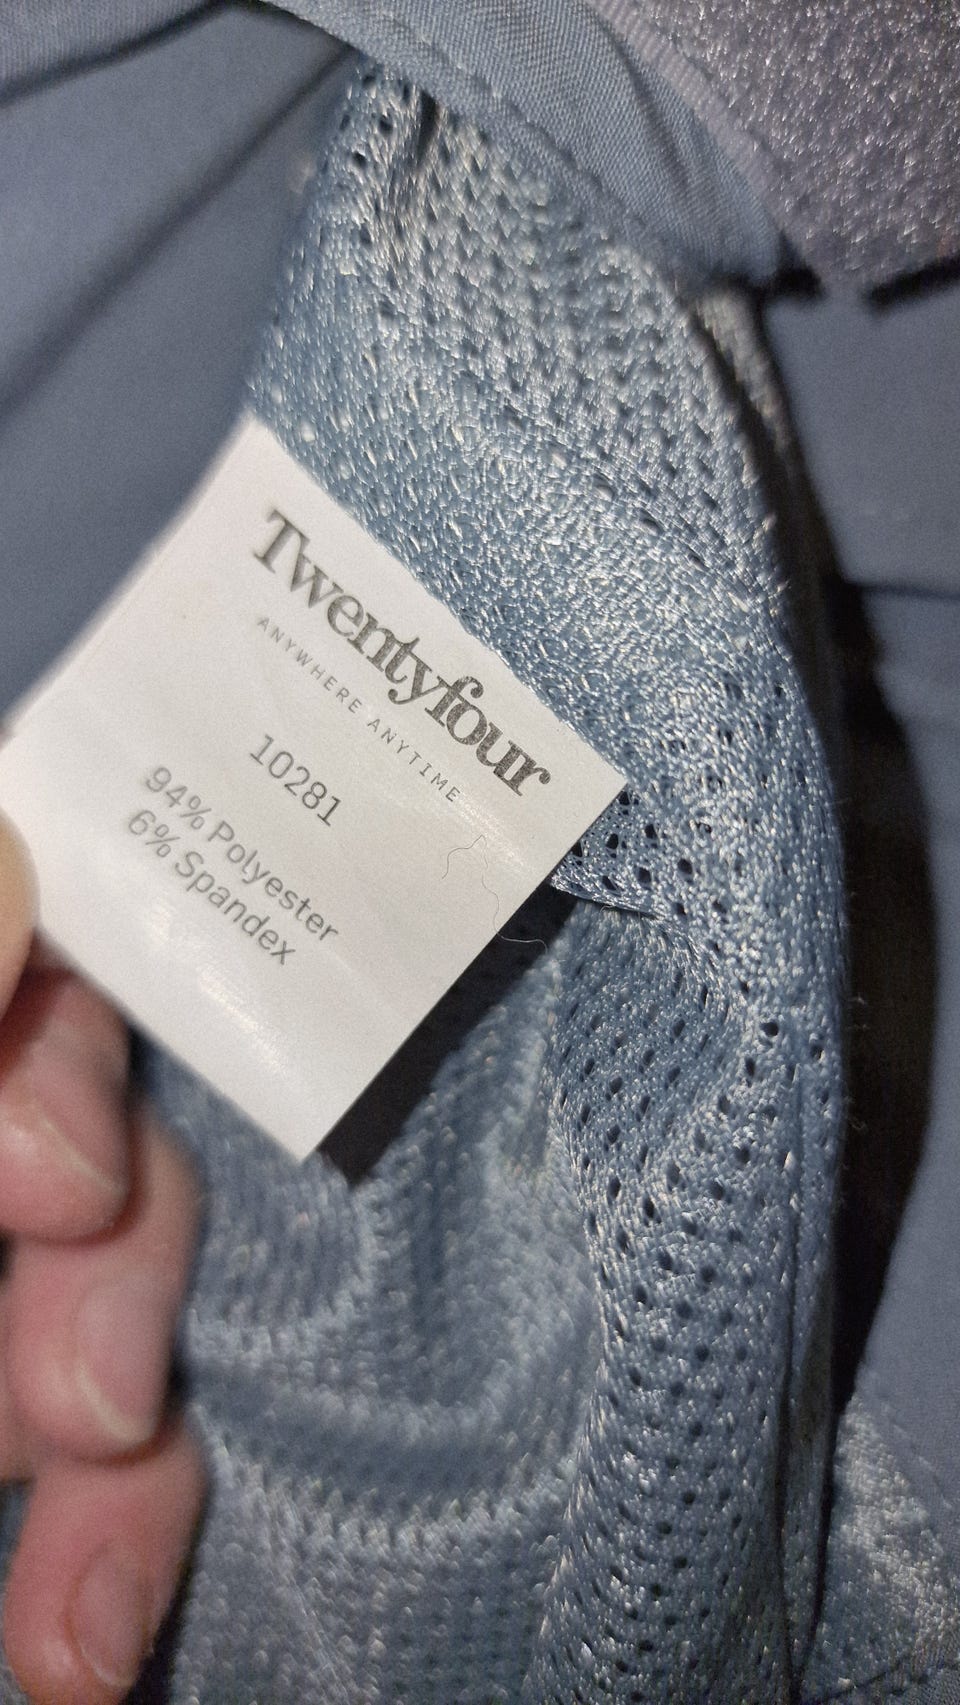 Twentyfour
ANYWHERE ANYTIME
10281
94% Polyester
6% Spandex